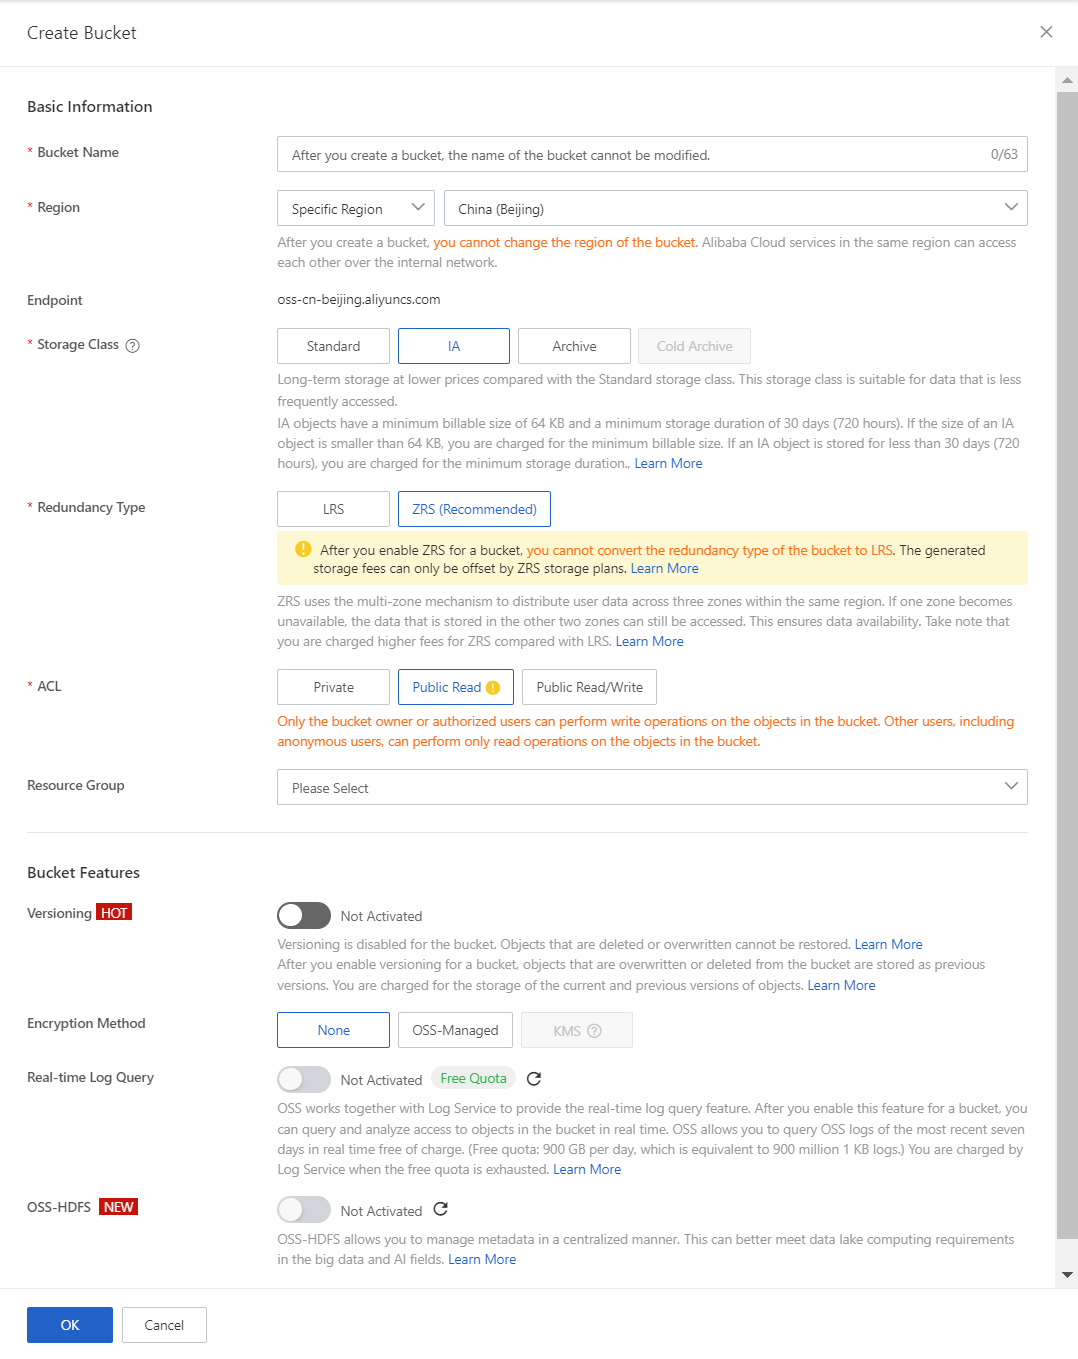 Create Bucket
Basic Information
* Bucket Name
After you create a bucket, the name of the bucket cannot be modified.
0/63
* Region
Specific Region
China (Beijing)
After you create a bucket, you cannot change the region of the bucket. Alibaba Cloud services in the same region can access
each other over the internal network.
Endpoint
oss-cn-beijing.aliyuncs.com
* Storage Class ?
Standard
IA
Archive
Cold Archive
Long-term storage at lower prices compared with the Standard storage class. This storage class is suitable for data that is less
frequently accessed.
IA objects have a minimum billable size of 64 KB and a minimum storage duration of 30 days (720 hours). If the size of an IA
object is smaller than 64 KB, you are charged for the minimum billable size. If an IA object is stored for less than 30 days (720
hours), you are charged for the minimum storage duration., Learn More
* Redundancy Type
LRS
ZRS (Recommended)
After you enable ZRS for a bucket, you cannot convert the redundancy type of the bucket to LRS. The generated
storage fees can only be offset by ZRS storage plans. Learn More
ZRS uses the multi-zone mechanism to distribute user data across three zones within the same region. If one zone becomes
unavailable, the data that is stored in the other two zones can still be accessed. This ensures data availability. Take note that
you are charged higher fees for ZRS compared with LRS. Learn More
* ACL
Private
Public Read
Public Read/Write
Only the bucket owner or authorized users can perform write operations on the objects in the bucket. Other users, including
anonymous users, can perform only read operations on the objects in the bucket.
Resource Group
Please Select
Bucket Features
Versioning HOT
Not Activated
Versioning is disabled for the bucket. Objects that are deleted or overwritten cannot be restored. Learn More
After you enable versioning for a bucket, objects that are overwritten or deleted from the bucket are stored as previous
versions. You are charged for the storage of the current and previous versions of objects. Learn More
Encryption Method
None
OSS-Managed
KMS ?
Real-time Log Query
Not Activated
Free Quota
OSS works together with Log Service to provide the real-time log query feature. After you enable this feature for a bucket, you
can query and analyze access to objects in the bucket in real time. OSS allows you to query OSS logs of the most recent seven
days in real time free of charge. (Free quota: 900 GB per day, which is equivalent to 900 million 1 KB logs.) You are charged by
Log Service when the free quota is exhausted. Learn More
OSS-HDFS NEW
Not Activated
OSS-HDFS allows you to manage metadata in a centralized manner. This can better meet data lake computing requirements
in the big data and AI fields. Learn More
OK
Cancel